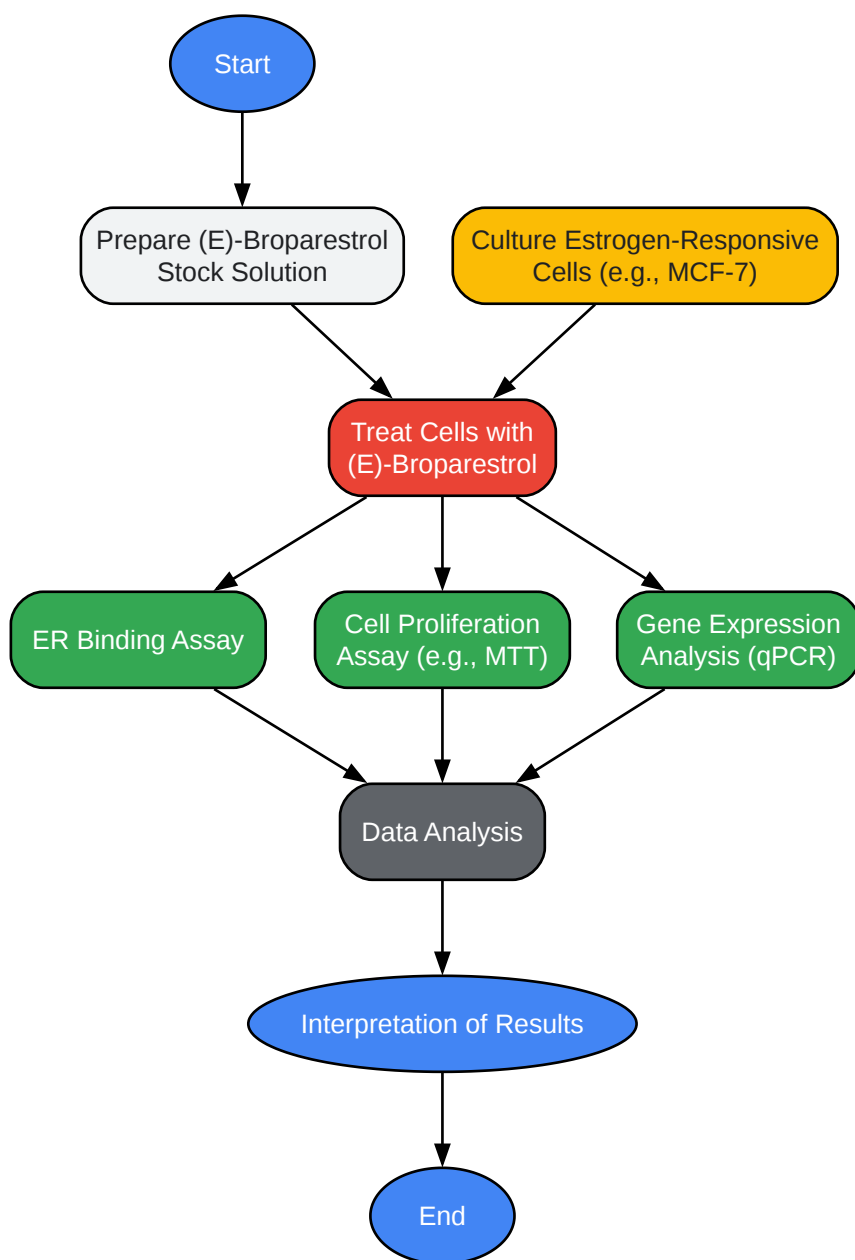 Start
Prepare (E)-Broparestrol
Stock Solution
Culture Estrogen-Responsive
Cells (e.g., MCF-7)
Treat Cells with
(E)-Broparestrol
ER Binding Assay
Cell Proliferation
Assay (e.g., MTT)
Gene Expression
Analysis (qPCR)
Data Analysis
Interpretation of Results
End